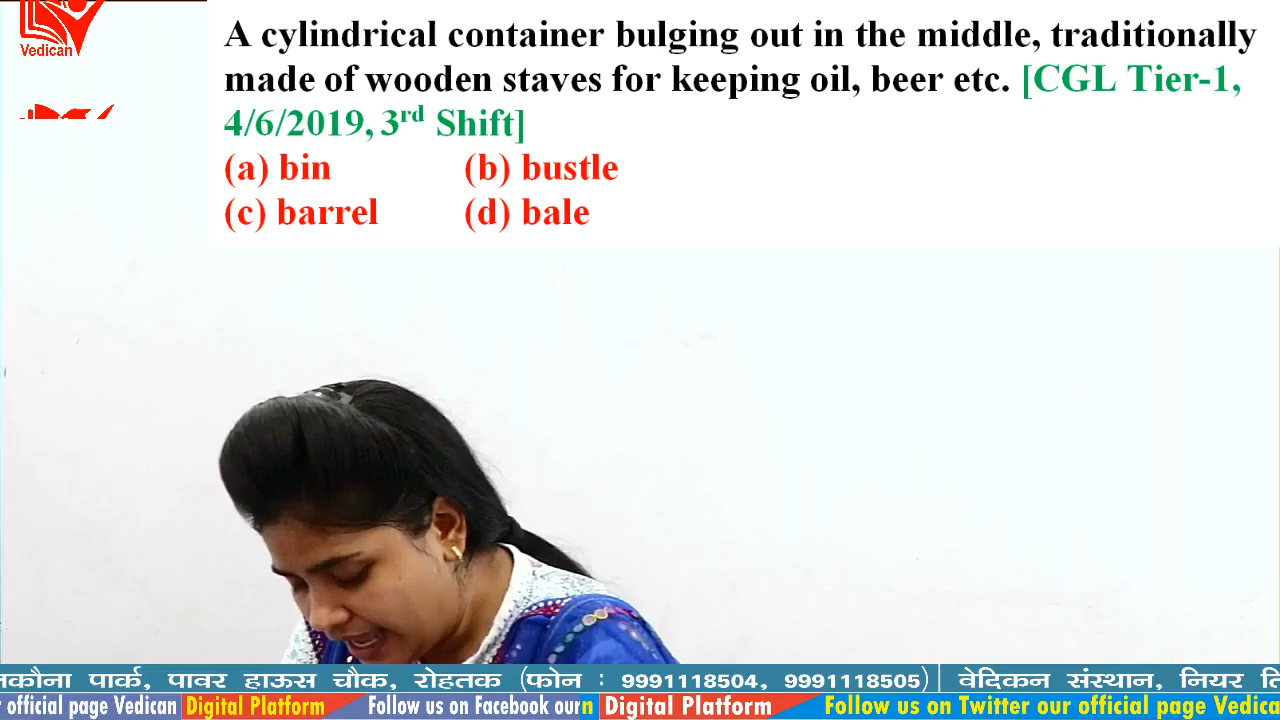 Vedican
A cylindrical container bulging out in the middle, traditionally
made of wooden staves for keeping oil, beer etc. [CGL Tier-1,
4/6/2019, 3rd Shift]
(a) bin (b) bustle
(c) barrel (d) bale
कौना पार्क, पावर हाऊस चौक, रोहतक (फोन : 9991118504, 9991118505) | वेदिकन संस्थान, नियर
official page Vedican Digital Platform Follow us on Facebook our Digital Platform Follow us on Twitter our official page Vedica